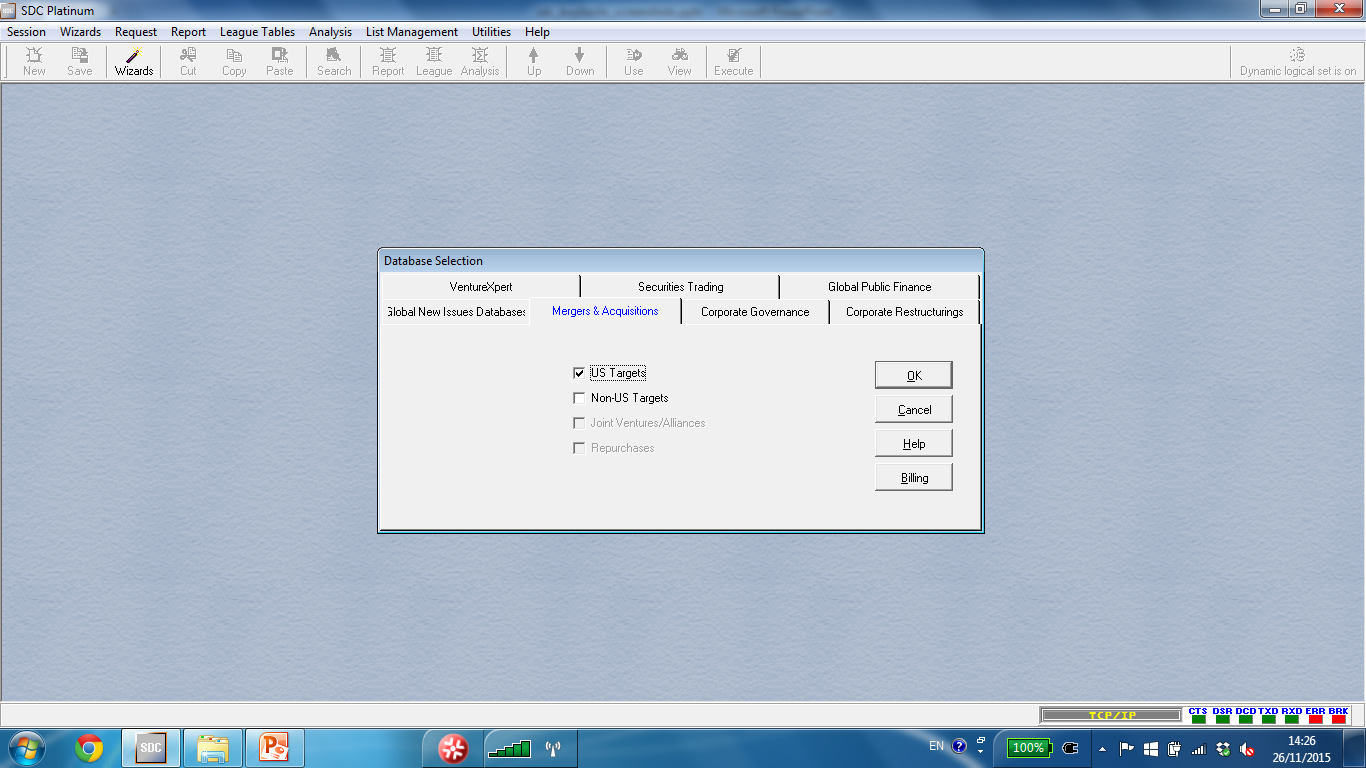 SDC Platinum
Session Wizards Request Report League Tables Analysis List Management Utilities Help
New Save Wizards Cut Copy Paste Search Report League Analysis Up Down Use View Execute Dynamic logical set is on
Database Selection
VentureXpert Securities Trading Global Public Finance
Global New Issues Databases Mergers & Acquisitions Corporate Governance Corporate Restructurings
US Targets
Non-US Targets
Joint Ventures/Alliances
Repurchases
OK
Cancel
Help
Billing
TCP/IP CTS DSR DCD TXD RXD ERR BRK
SDC EN 100% 14:26
26/11/2015